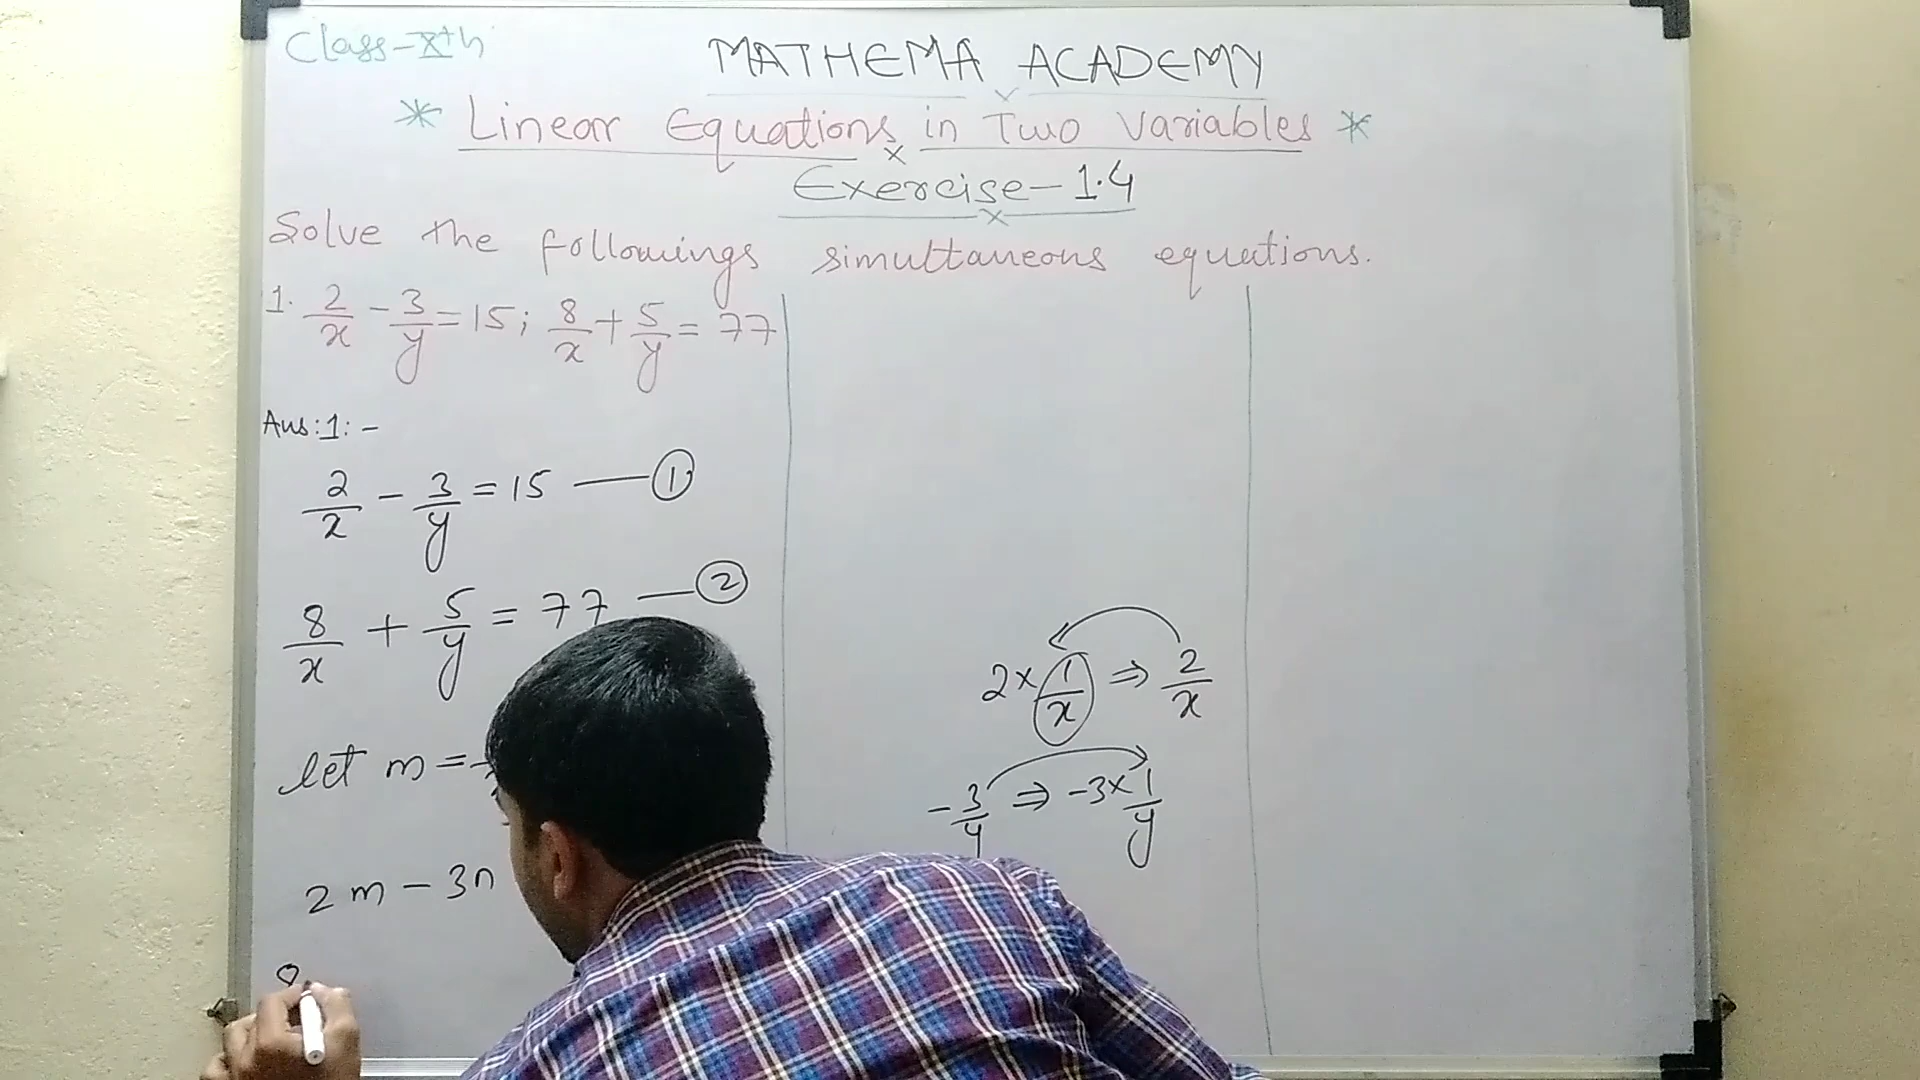 Class-Xth
MATHEMA ACADEMY
* Linear Equations in Two Variables *
Exercise-1.4
Solve the followings simultaneous equations.
1. 2/x - 3/y = 15; 8/x + 5/y = 77
Ans:1:-
2/x - 3/y = 15 — ①
8/x + 5/y = 77 — ②
let m =
2m - 3n
8
2 × 1/x ⇒ 2/x
-3/y ⇒ -3 × 1/y